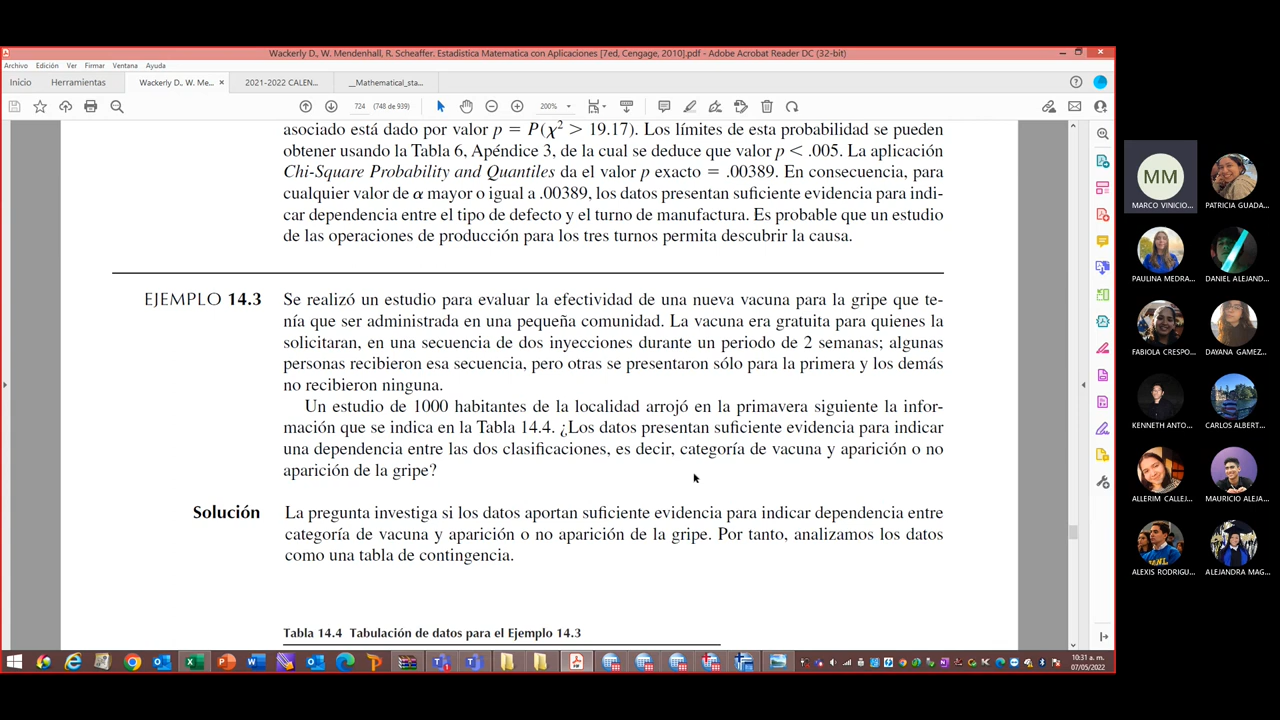 Wackerly D., W. Mendenhall, R. Scheaffer. Estadística Matematica con Aplicaciones [7ed, Cengage, 2010].pdf - Adobe Acrobat Reader DC (32-bit)
Archivo Edición Ver Firmar Ventana Ayuda
Inicio Herramientas Wackerly D., W. Me... × 2021-2022 CALEN... __Mathematical_sta...
724 (748 de 939) 200%
asociado está dado por valor p = P(χ² > 19.17). Los límites de esta probabilidad se pueden
obtener usando la Tabla 6, Apéndice 3, de la cual se deduce que valor p < .005. La aplicación
Chi-Square Probability and Quantiles da el valor p exacto = .00389. En consecuencia, para
cualquier valor de α mayor o igual a .00389, los datos presentan suficiente evidencia para indi-
car dependencia entre el tipo de defecto y el turno de manufactura. Es probable que un estudio
de las operaciones de producción para los tres turnos permita descubrir la causa.
EJEMPLO 14.3 Se realizó un estudio para evaluar la efectividad de una nueva vacuna para la gripe que te-
nía que ser administrada en una pequeña comunidad. La vacuna era gratuita para quienes la
solicitaran, en una secuencia de dos inyecciones durante un periodo de 2 semanas; algunas
personas recibieron esa secuencia, pero otras se presentaron sólo para la primera y los demás
no recibieron ninguna.
Un estudio de 1000 habitantes de la localidad arrojó en la primavera siguiente la infor-
mación que se indica en la Tabla 14.4. ¿Los datos presentan suficiente evidencia para indicar
una dependencia entre las dos clasificaciones, es decir, categoría de vacuna y aparición o no
aparición de la gripe?
Solución La pregunta investiga si los datos aportan suficiente evidencia para indicar dependencia entre
categoría de vacuna y aparición o no aparición de la gripe. Por tanto, analizamos los datos
como una tabla de contingencia.
Tabla 14.4 Tabulación de datos para el Ejemplo 14.3
10:31 a. m.
07/05/2022
MM
MARCO VINICIO... PATRICIA GUADA...
PAULINA MEDRA... DANIEL ALEJAND...
FABIOLA CRESPO... DAYANA GAMEZ...
KENNETH ANTO... CARLOS ALBERT...
ALLERIM CALLEJ... MAURICIO ALEJA...
ALEXIS RODRIGU... ALEJANDRA MAG...